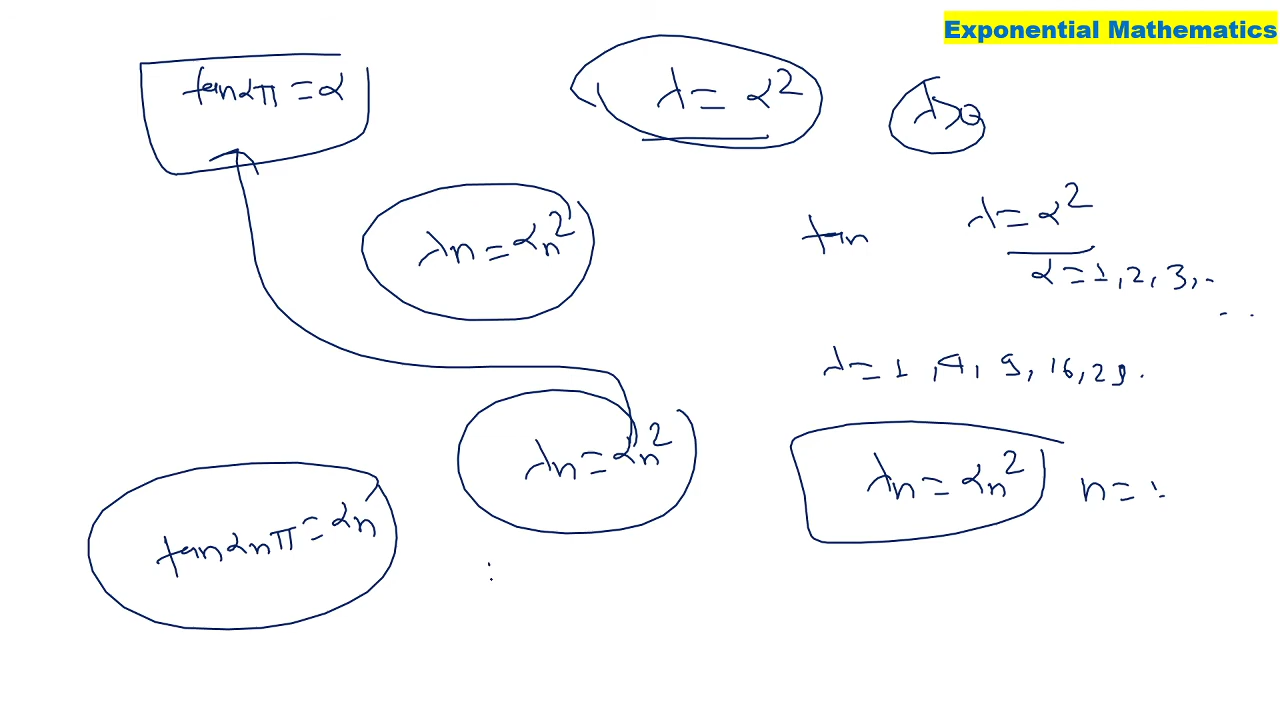 Exponential Mathematics
tanαπ = α
λ = α²
λ>0
λn = αn²
tan
λ = α²
α = 1, 2, 3, -
- .
λ = 1, 4, 9, 16, 25.
λn = αn²
λn = αn²
n =
tanαnπ = αn